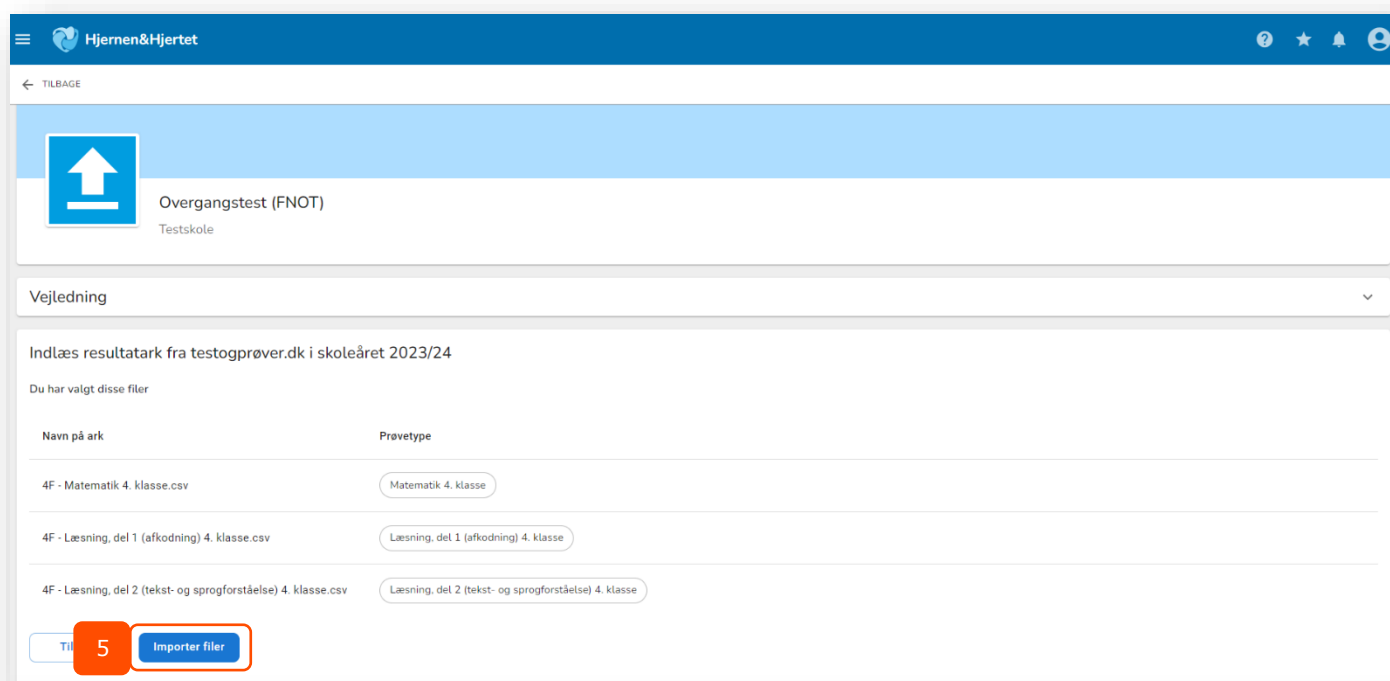 Hjernen&Hjertet
TILBAGE
Overgangstest (FNOT)
Testskole
Vejledning
Indlæs resultatark fra testogprøver.dk i skoleåret 2023/24
Du har valgt disse filer
Navn på ark Prøvetype
4F - Matematik 4. klasse.csv Matematik 4. klasse
4F - Læsning, del 1 (afkodning) 4. klasse.csv Læsning, del 1 (afkodning) 4. klasse
4F - Læsning, del 2 (tekst- og sprogforståelse) 4. klasse.csv Læsning, del 2 (tekst- og sprogforståelse) 4. klasse
5 Importer filer